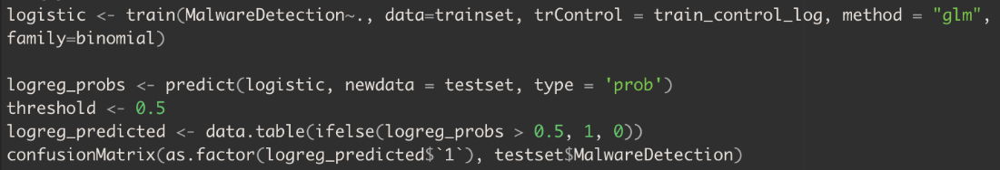 logistic <- train(MalwareDetection~., data=trainset, trControl = train_control_log, method = "glm",
family=binomial)
logreg_probs <- predict(logistic, newdata = testset, type = 'prob')
threshold <- 0.5
logreg_predicted <- data.table(ifelse(logreg_probs > 0.5, 1, 0))
confusionMatrix(as.factor(logreg_predicted$`1`), testset$MalwareDetection)